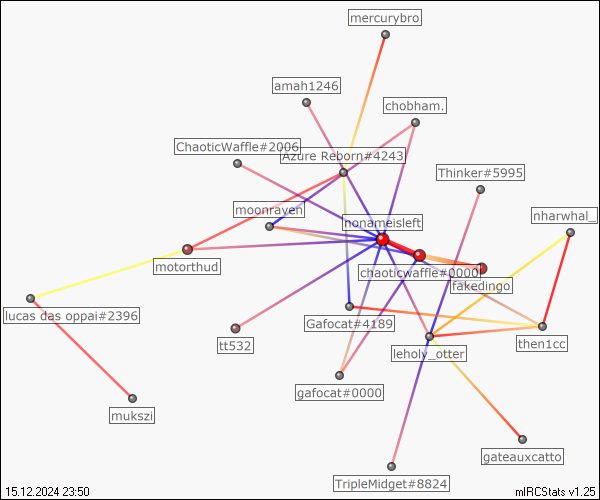 mercurybro
amah1246
chobham.
ChaoticWaffle#2006
Azure Reborn#4243
Thinker#5995
moonraven
nonameisleft
nharwhal_
motorthud
chaoticwaffle#0000
fakedingo
lucas das oppai#2396
Gafocat#4189
tt532
leholy_otter
then1cc
gafocat#0000
mukszi
gateauxcatto
TripleMidget#8824
15.12.2024 23:50
mIRCStats v1.25